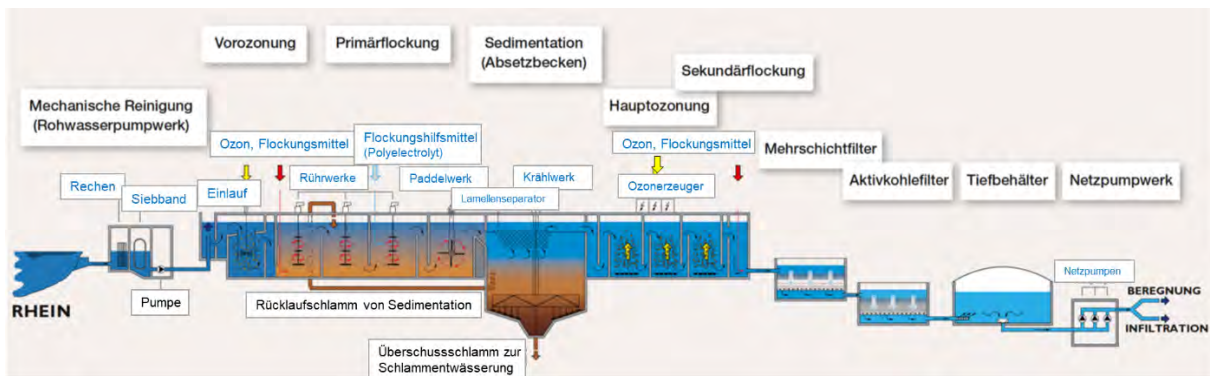 Vorozonung
Primärflockung
Sedimentation
(Absetzbecken)
Sekundärflockung
Mechanische Reinigung
(Rohwasserpumpwerk)
Hauptozonung
Ozon, Flockungsmittel
Flockungshilfsmittel
(Polyelectrolyt)
Ozon, Flockungsmittel
Mehrschichtfilter
Rechen
Siebband
Einlauf
Rührwerke
Paddelwerk
Krählwerk
Lamellenseparator
Ozonerzeuger
Aktivkohlefilter
Tiefbehälter
Netzpumpwerk
Netzpumpen
RHEIN
Pumpe
Rücklaufschlamm von Sedimentation
BEREGNUNG
INFILTRATION
Überschussschlamm zur
Schlammentwässerung